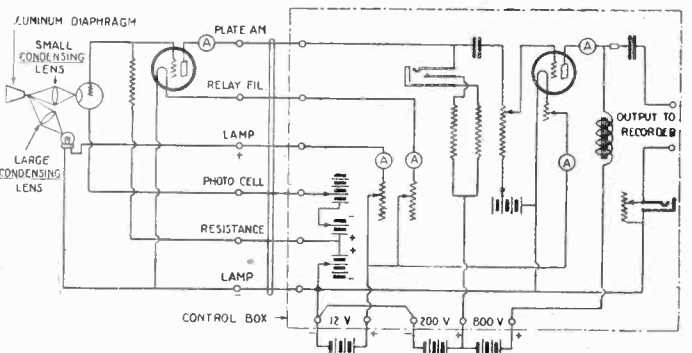 ALUMINUM DIAPHRAGM
SMALL
CONDENSING
LENS
LARGE
CONDENSING
LENS
PLATE AM
RELAY FIL
LAMP
+
PHOTO CELL
RESISTANCE
LAMP
−
CONTROL BOX
A
A
A
A
A
OUTPUT TO
RECORDER
−
+
+
−
12 V
200 V
800 V
−
+
−
+
+